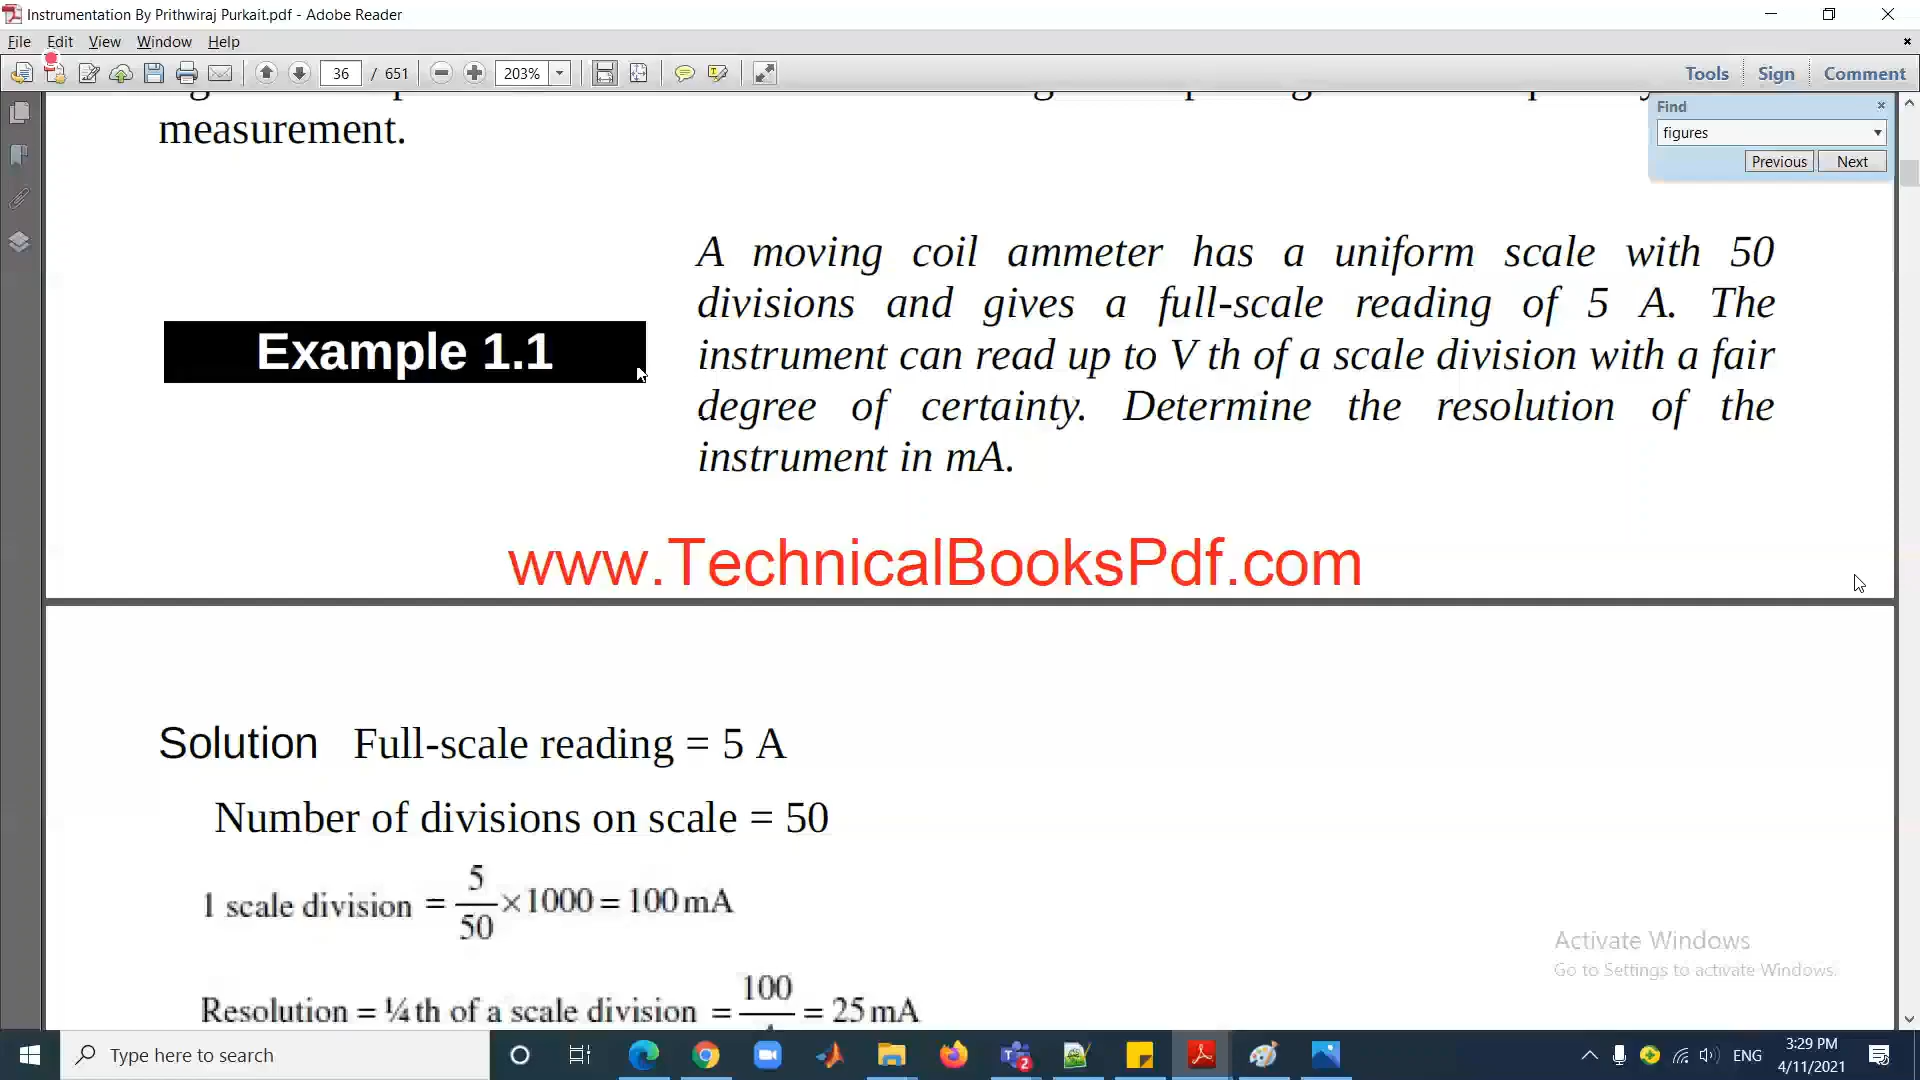 Instrumentation By Prithwiraj Purkait.pdf - Adobe Reader
File Edit View Window Help
36 / 651 203% Tools Sign Comment
Find
figures
Previous Next
measurement.
A moving coil ammeter has a uniform scale with 50
divisions and gives a full-scale reading of 5 A. The
Example 1.1
instrument can read up to V th of a scale division with a fair
degree of certainty. Determine the resolution of the
instrument in mA.
www.TechnicalBooksPdf.com
Solution Full-scale reading = 5 A
Number of divisions on scale = 50
1 scale division = 5/50 ×1000 = 100 mA
Resolution = ¼ th of a scale division = 100/4 = 25 mA
Activate Windows
Go to Settings to activate Windows.
Type here to search
2
ENG
3:29 PM
4/11/2021